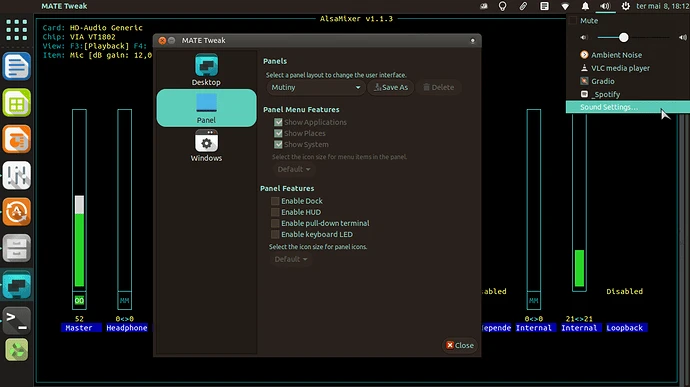 MATE Tweak
ter mai 8, 18:12
AlsaMixer v1.1.3
Card: HD-Audio Generic
Chip: VIA VT1802
View: F3:[Playback] F4:
Item: Mic [dB gain: 12,0
MATE Tweak
Desktop
Panel
Windows
Panels
Select a panel layout to change the user interface.
Mutiny
Save As
Delete
Panel Menu Features
Show Applications
Show Places
Show System
Select the icon size for menu items in the panel.
Default
Panel Features
Enable Dock
Enable HUD
Enable pull-down terminal
Enable keyboard LED
Select the icon size for panel icons.
Default
Close
Mute
Ambient Noise
VLC media player
Gradio
_Spotify
Sound Settings...
OO
MM
abled
MM
Disabled
52
0<>0
0<>0
21<>21
Master
Headphone
epende
Internal
Internal
Loopback